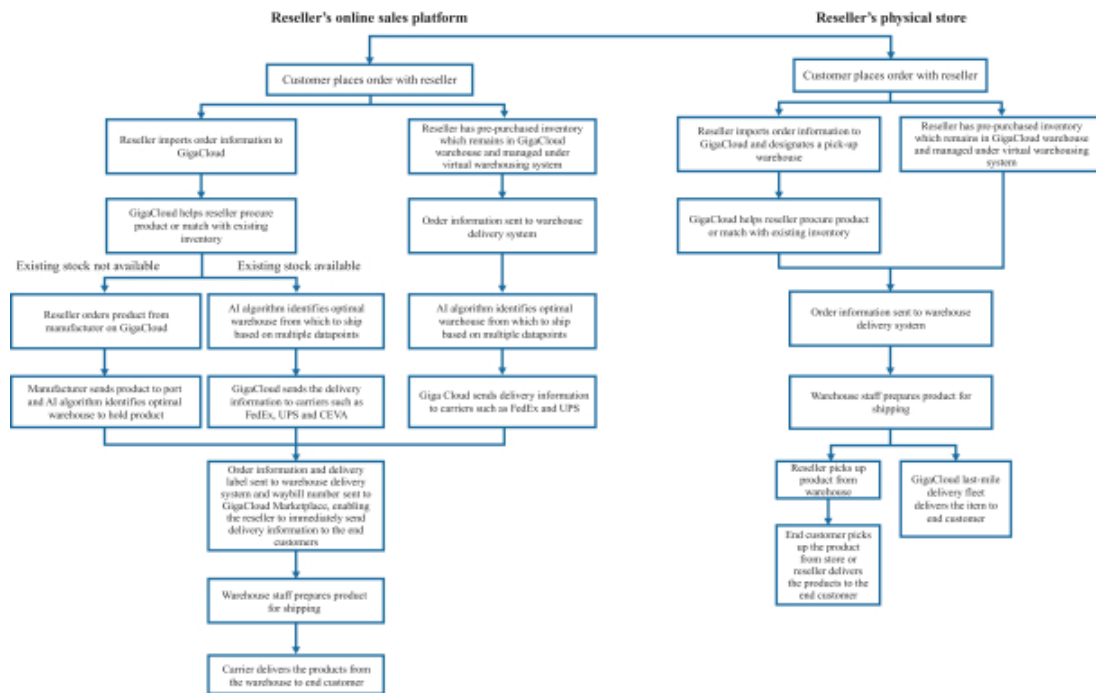 Reseller's online sales platform
Customer places order with reseller
Reseller imports order information to
GigaCloud
Reseller has pre-purchased inventory
which remains in GigaCloud
warehouse and managed under
virtual warehousing system
GigaCloud helps reseller procure
product or match with existing
inventory
Order information sent to warehouse
delivery system
Existing stock not available
Existing stock available
Reseller orders product from
manufacturer on GigaCloud
AI algorithm identifies optimal
warehouse from which to ship
based on multiple datapoints
AI algorithm identifies optimal
warehouse from which to ship
based on multiple datapoints
Manufacturer sends product to port
and AI algorithm identifies optimal
warehouse to hold product
GigaCloud sends the delivery
information to carriers such as
FedEx, UPS and CEVA
Giga Cloud sends delivery information
to carriers such as FedEx and UPS
Order information and delivery
label sent to warehouse delivery
system and waybill number sent to
GigaCloud Marketplace, enabling
the reseller to immediately send
delivery information to the end
customers
Warehouse staff prepares product
for shipping
Carrier delivers the products from
the warehouse to end customer
Reseller's physical store
Customer places order with reseller
Reseller imports order information to
GigaCloud and designates a pick-up
warehouse
Reseller has pre-purchased inventory
which remains in GigaCloud warehouse
and managed under virtual warehousing
system
GigaCloud helps reseller procure product
or match with existing inventory
Order information sent to warehouse
delivery system
Warehouse staff prepares product for
shipping
Reseller picks up
product from
warehouse
GigaCloud last-mile
delivery fleet
delivers the item to
end customer
End customer picks
up the product
from store or
reseller delivers
the products to the
end customer